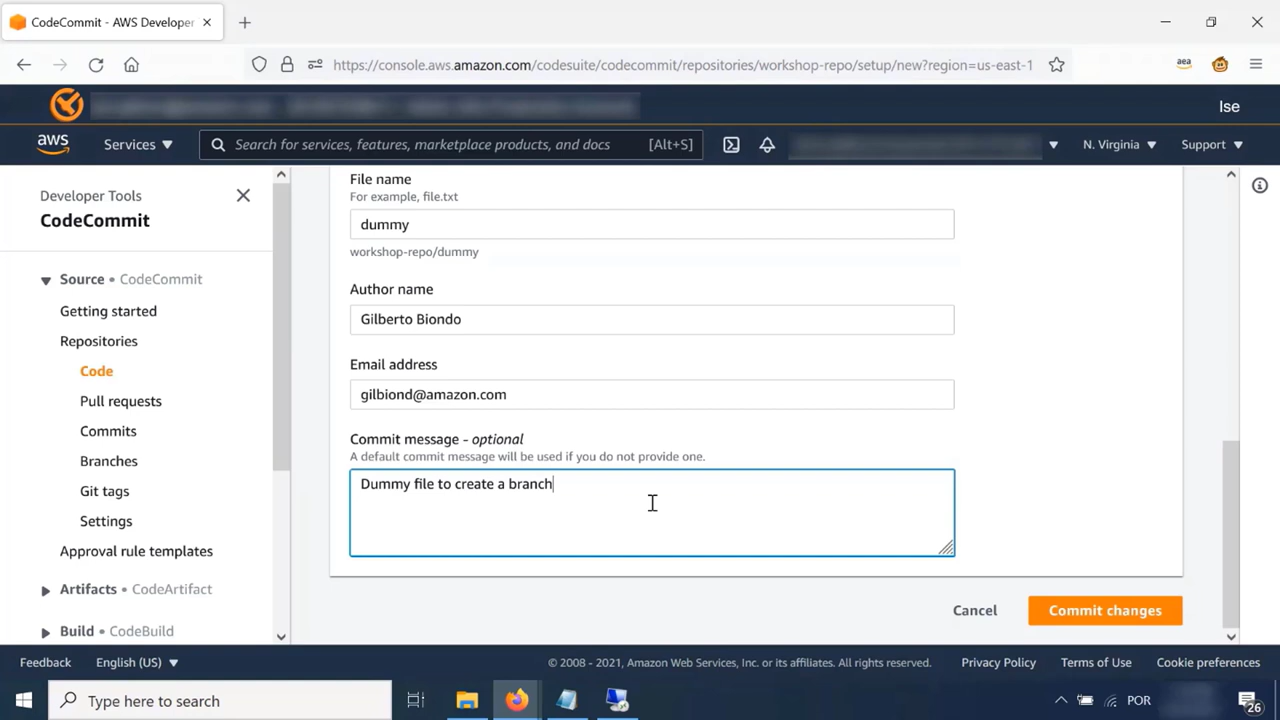 CodeCommit - AWS Developer
https://console.aws.amazon.com/codesuite/codecommit/repositories/workshop-repo/setup/new?region=us-east-1
aea
Ise
aws
Services
Search for services, features, marketplace products, and docs [Alt+S]
N. Virginia
Support
Developer Tools
CodeCommit
Source • CodeCommit
Getting started
Repositories
Code
Pull requests
Commits
Branches
Git tags
Settings
Approval rule templates
Artifacts • CodeArtifact
Build • CodeBuild
File name
For example, file.txt
dummy
workshop-repo/dummy
Author name
Gilberto Biondo
Email address
gilbiond@amazon.com
Commit message - optional
A default commit message will be used if you do not provide one.
Dummy file to create a branch
Cancel
Commit changes
Feedback
English (US)
© 2008 - 2021, Amazon Web Services, Inc. or its affiliates. All rights reserved.
Privacy Policy
Terms of Use
Cookie preferences
Type here to search
POR
26